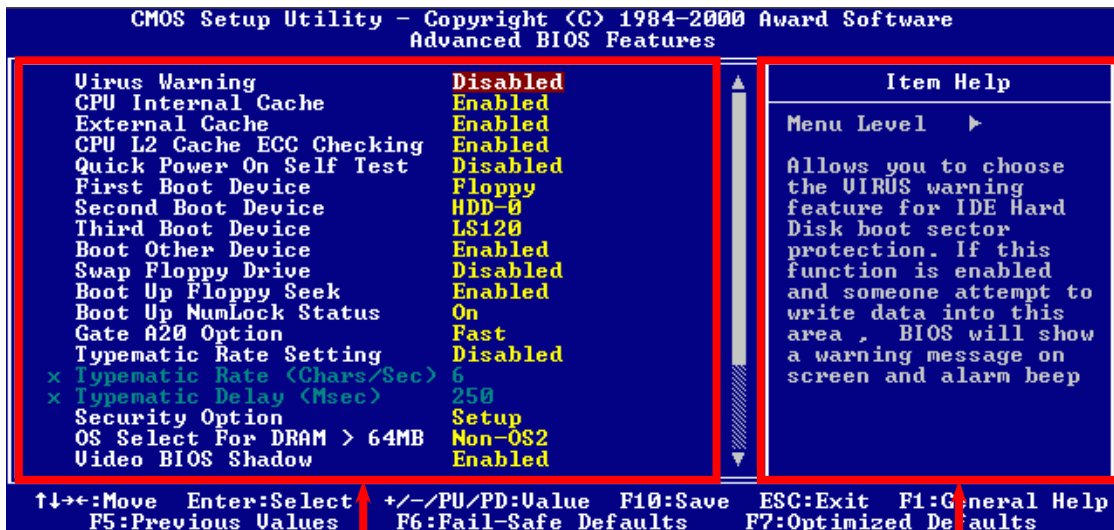 CMOS Setup Utility - Copyright (C) 1984-2000 Award Software
Advanced BIOS Features
Virus Warning Disabled
CPU Internal Cache Enabled
External Cache Enabled
CPU L2 Cache ECC Checking Enabled
Quick Power On Self Test Disabled
First Boot Device Floppy
Second Boot Device HDD-0
Third Boot Device LS120
Boot Other Device Enabled
Swap Floppy Drive Disabled
Boot Up Floppy Seek Enabled
Boot Up NumLock Status On
Gate A20 Option Fast
Typematic Rate Setting Disabled
x Typematic Rate (Chars/Sec) 6
x Typematic Delay (Msec) 250
Security Option Setup
OS Select For DRAM > 64MB Non-OS2
Video BIOS Shadow Enabled
Item Help
Menu Level ►
Allows you to choose
the VIRUS warning
feature for IDE Hard
Disk boot sector
protection. If this
function is enabled
and someone attempt to
write data into this
area , BIOS will show
a warning message on
screen and alarm beep
↑↓→←:Move Enter:Select +/-/PU/PD:Value F10:Save ESC:Exit F1:General Help
F5:Previous Values F6:Fail-Safe Defaults F7:Optimized Defaults